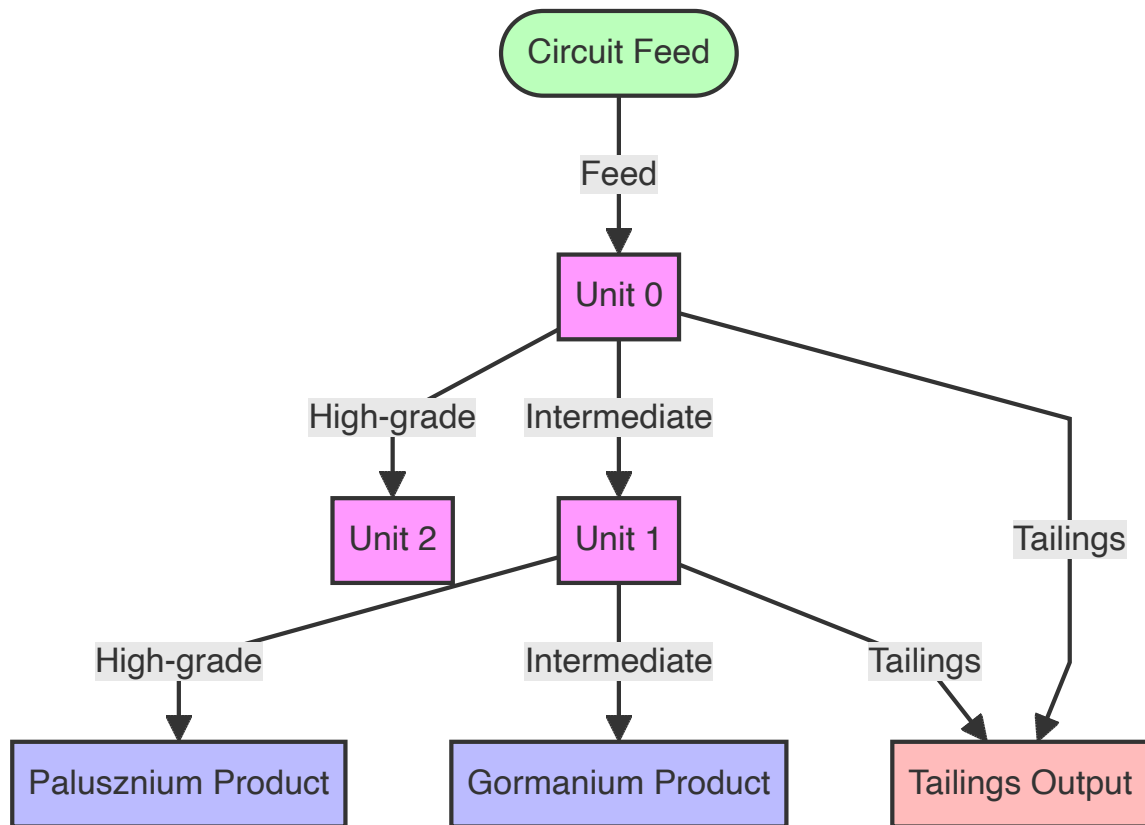 Circuit Feed
Feed
Unit 0
High-grade
Intermediate
Unit 2
Unit 1
Tailings
High-grade
Intermediate
Tailings
Palusznium Product
Gormanium Product
Tailings Output